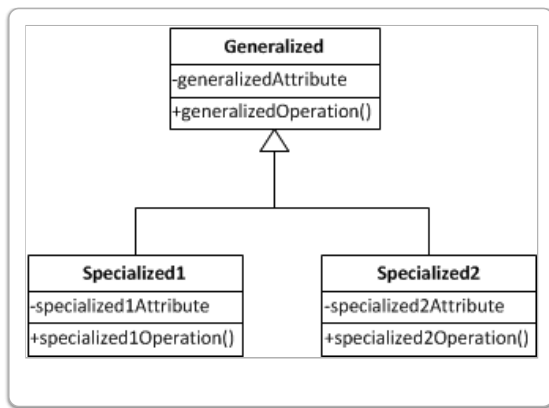 Generalized
-generalizedAttribute
+generalizedOperation()
Specialized1
-specialized1Attribute
+specialized1Operation()
Specialized2
-specialized2Attribute
+specialized2Operation()